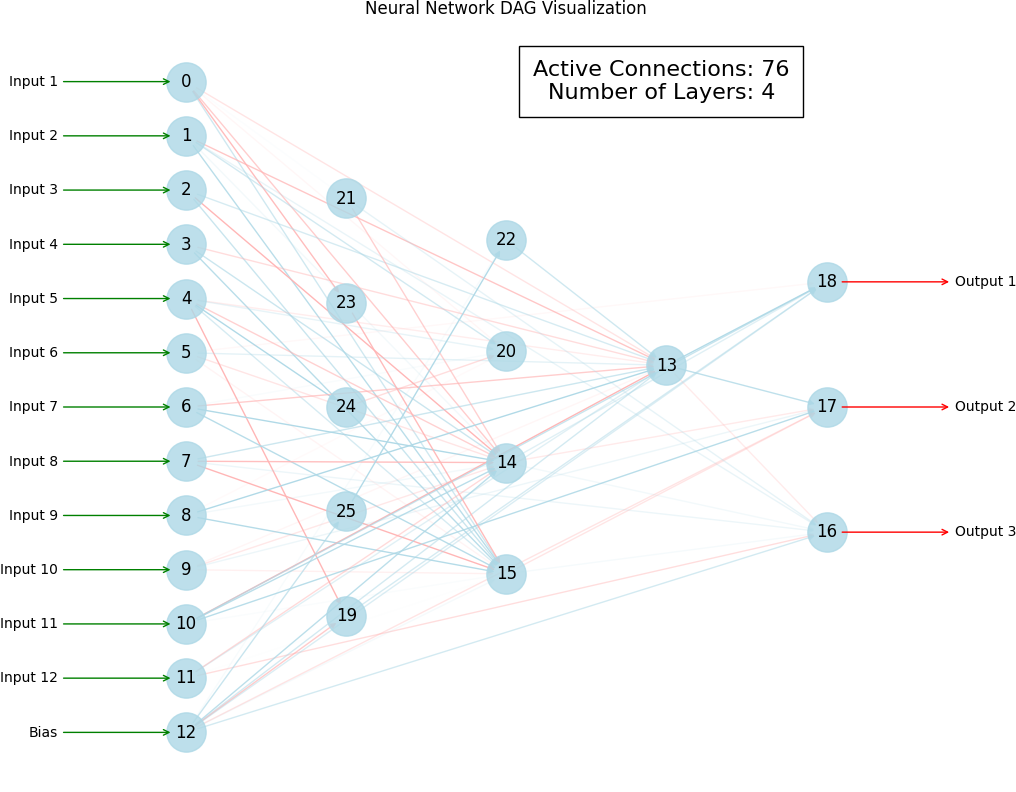 Neural Network DAG Visualization
Active Connections: 76
Number of Layers: 4
Input 1 0
Input 2 1
Input 3 2
21
22
Input 4 3
18 Output 1
Input 5 4
23
20
Input 6 5
13
Input 7 6
24
17 Output 2
Input 8 7
14
25
Input 9 8
16 Output 3
Input 10 9
15
19
Input 11 10
Input 12 11
Bias 12